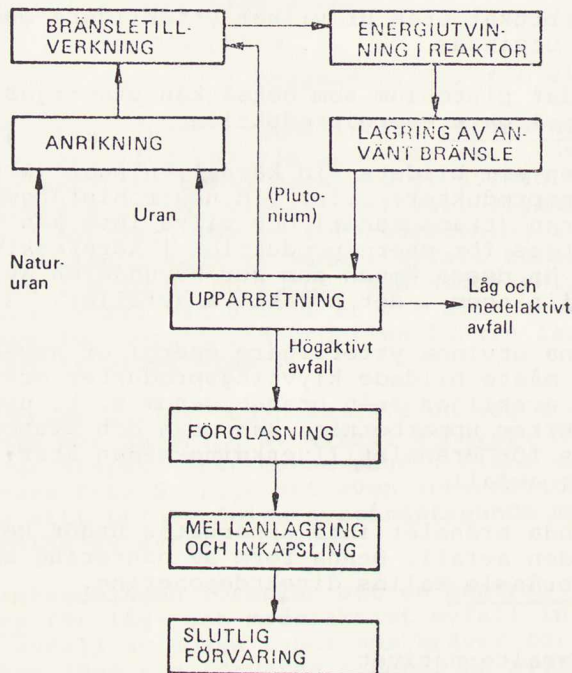 BRÄNSLETILL-
VERKNING
ENERGIUTVIN-
NING I REAKTOR
ANRIKNING
LAGRING AV AN-
VÄNT BRÄNSLE
Uran
(Pluto-
nium)
Natur-
uran
UPPARBETNING
Låg och
medelaktivt
avfall
Högaktivt
avfall
FÖRGLASNING
MELLANLAGRING
OCH INKAPSLING
SLUTLIG
FÖRVARING